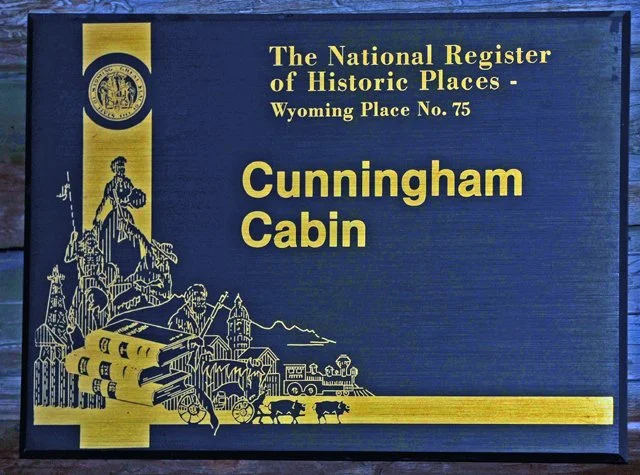 The National Register
of Historic Places -
Wyoming Place No. 75
Cunningham
Cabin